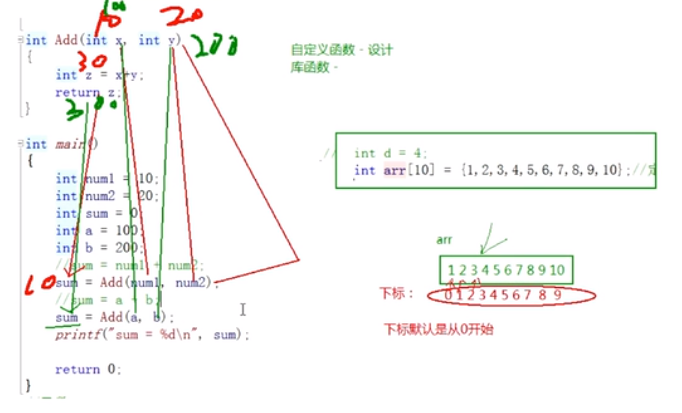 100
10
20
int Add(int x, int y)
200
{
30
int z = x+y;
return z;
300
}
int main()
{
int num1 = 10;
int num2 = 20;
int sum = 0
int a = 100
int b = 200;
//sum = num1 + num2;
10
sum = Add(num1, num2);
//sum = a + b
sum = Add(a, b);
printf("sum = %d\n", sum);
return 0;
}
自定义函数 - 设计
库函数 -
//
int d = 4;
int arr[10] = {1,2,3,4,5,6,7,8,9,10};//定
arr
1 2 3 4 5 6 7 8 9 10
下标: 0 1 2 3 4 5 6 7 8 9
下标默认是从0开始